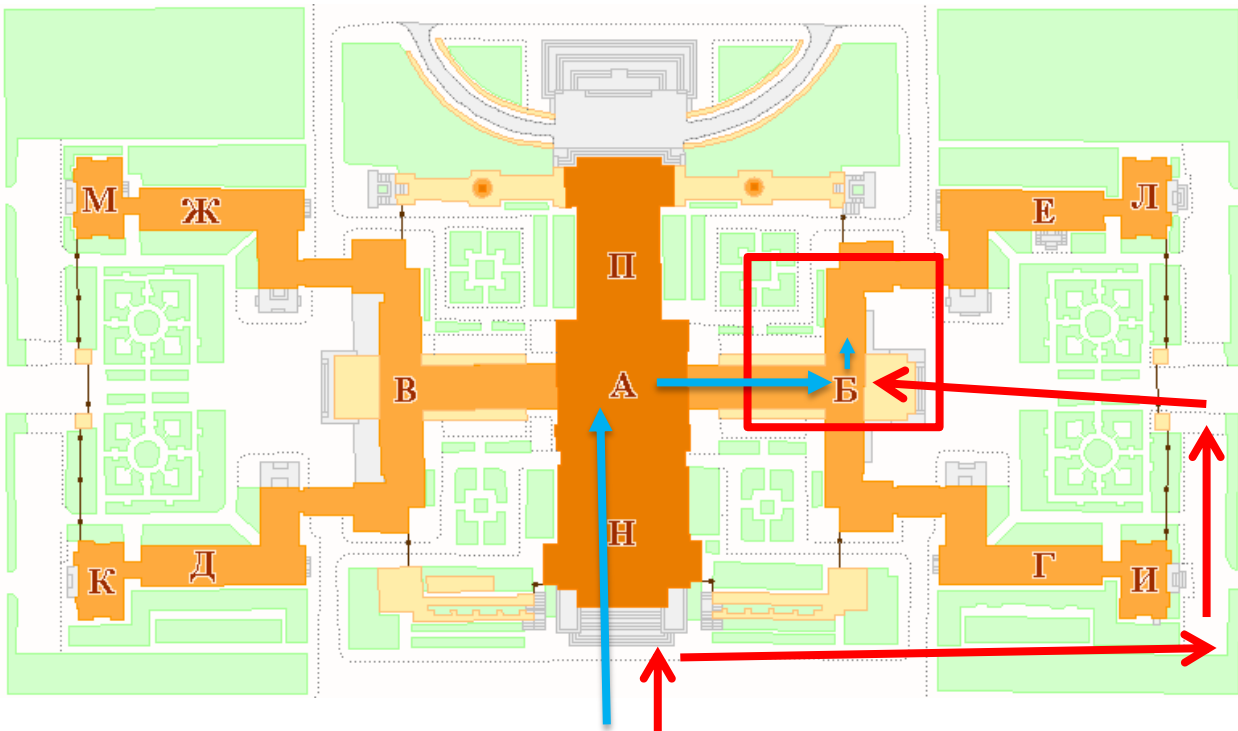 М Ж Е Л
П
В А Б
Н
К Д Г И